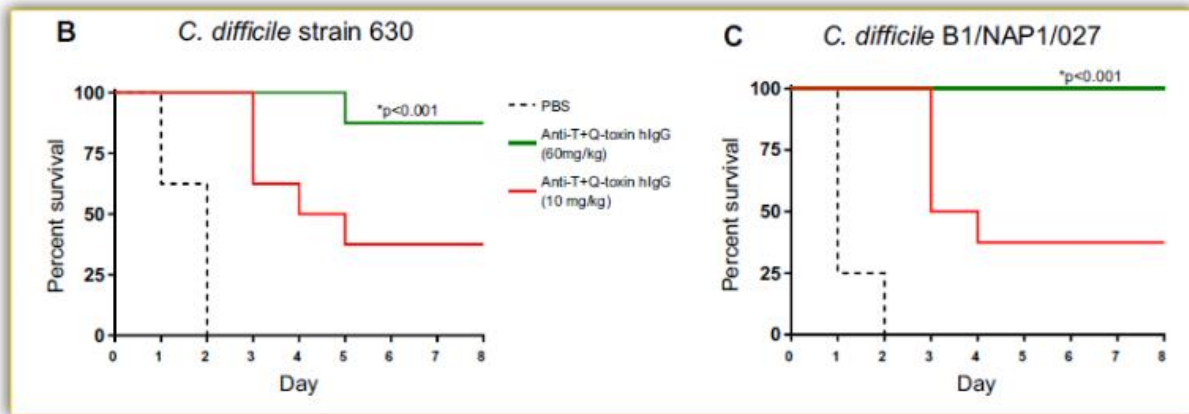 B
C. difficile strain 630
*p<0.001
100
75
50
25
0
Percent survival
0 1 2 3 4 5 6 7 8
Day
PBS
Anti-T+Q-toxin hIgG
(60mg/kg)
Anti-T+Q-toxin hIgG
(10 mg/kg)
C
C. difficile B1/NAP1/027
*p<0.001
100
75
50
25
0
Percent survival
0 1 2 3 4 5 6 7 8
Day